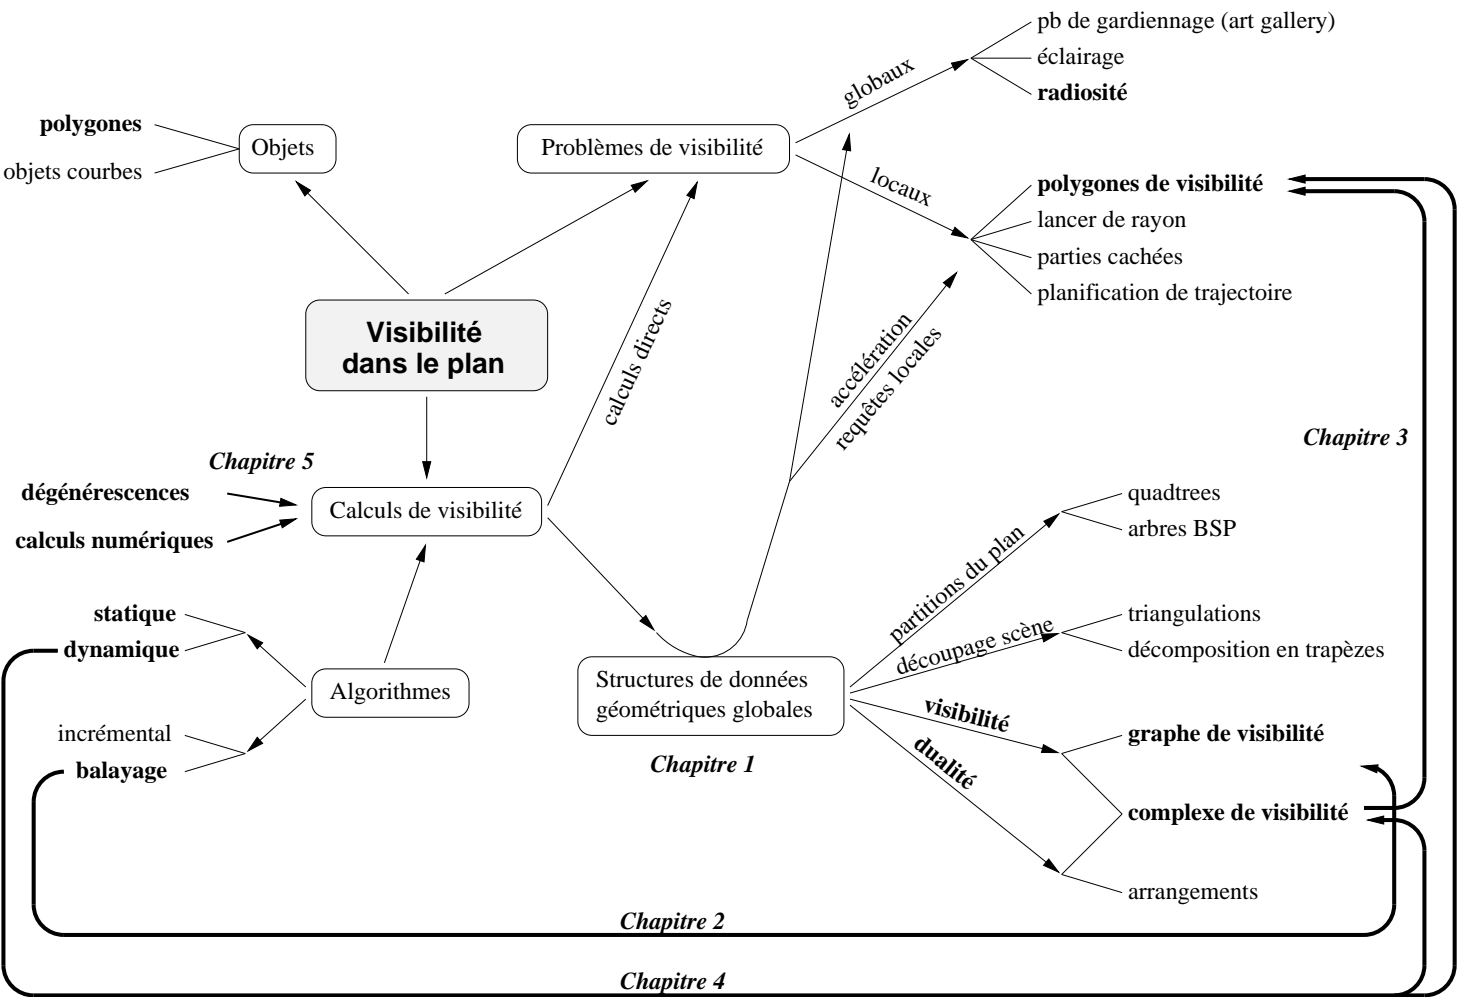 pb de gardiennage (art gallery)
éclairage
radiosité
globaux
polygones
objets courbes
Objets
Problèmes de visibilité
locaux
polygones de visibilité
lancer de rayon
parties cachées
planification de trajectoire
Visibilité
dans le plan
calculs directs
accélération
requêtes locales
Chapitre 3
Chapitre 5
dégénérescences
calculs numériques
Calculs de visibilité
quadtrees
arbres BSP
partitions du plan
statique
dynamique
Algorithmes
incrémental
balayage
Structures de données
géométriques globales
Chapitre 1
découpage scène
triangulations
décomposition en trapèzes
visibilité
dualité
graphe de visibilité
complexe de visibilité
arrangements
Chapitre 2
Chapitre 4